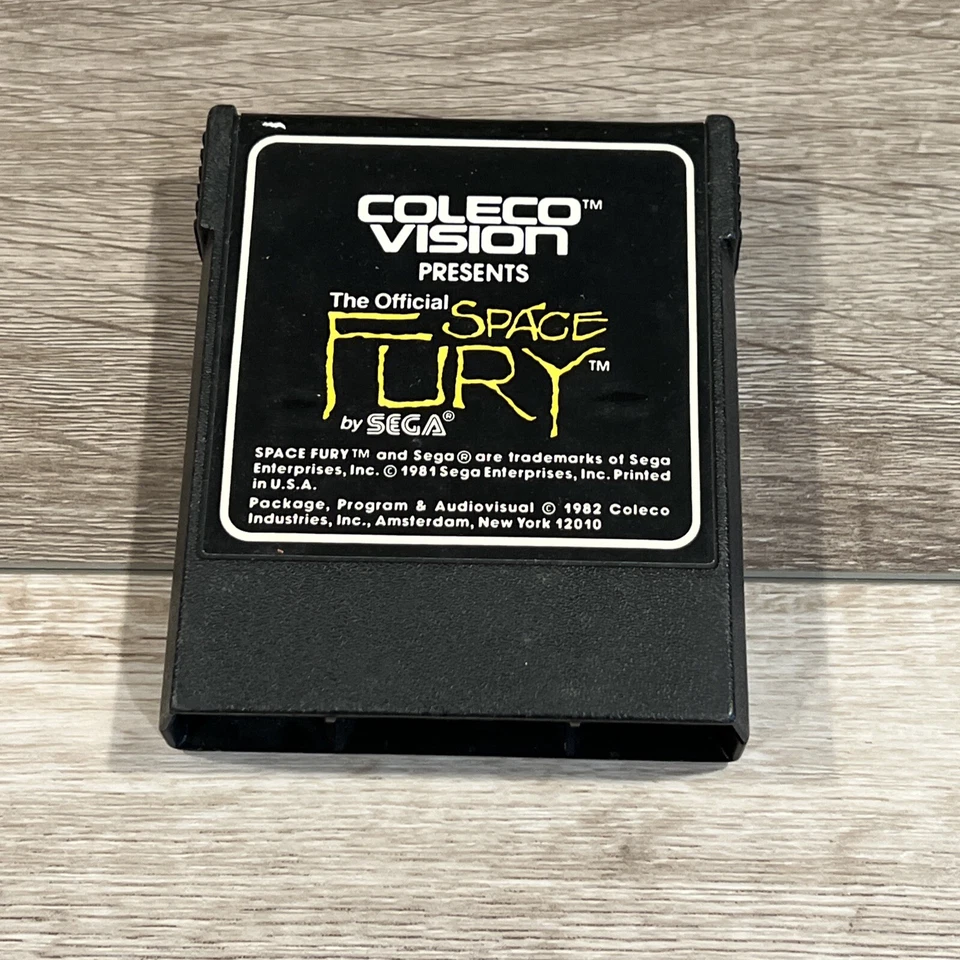 COLECO™
VISION
PRESENTS
The Official SPACE
FURY™
by SEGA®
SPACE FURY™ and Sega® are trademarks of Sega
Enterprises, Inc. © 1981 Sega Enterprises, Inc. Printed
in U.S.A.
Package, Program & Audiovisual © 1982 Coleco
Industries, Inc., Amsterdam, New York 12010